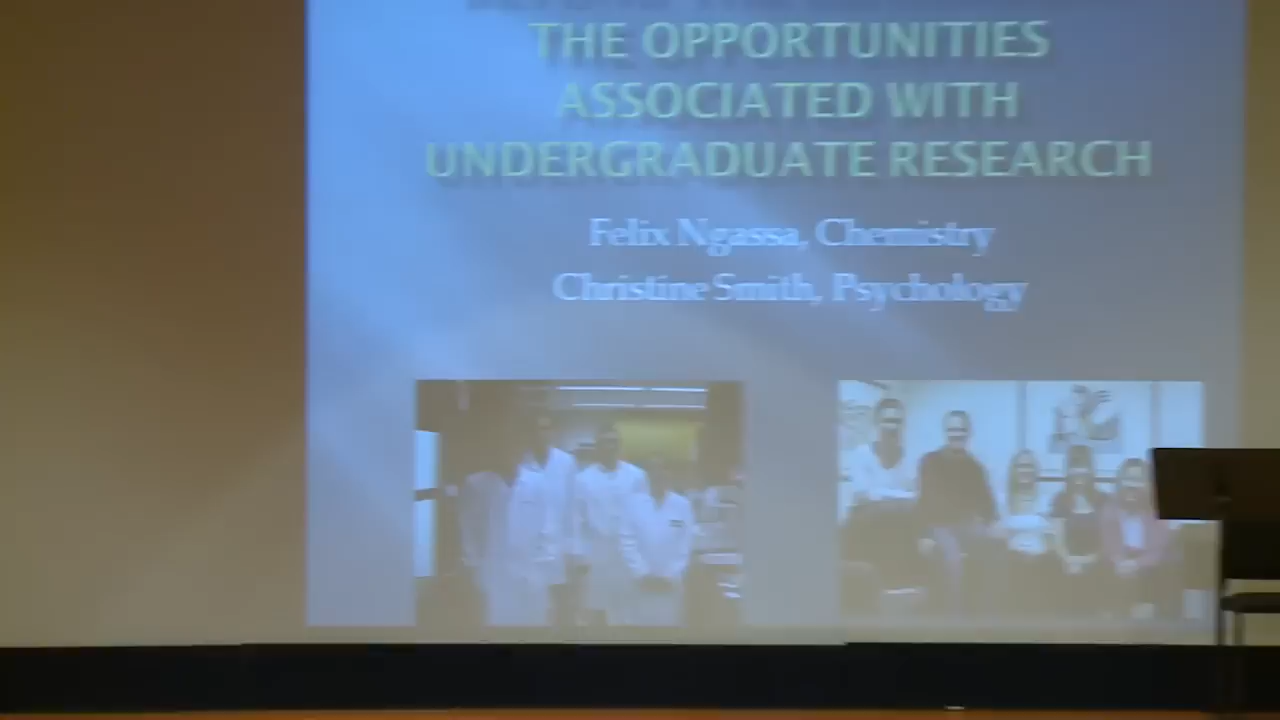 THE OPPORTUNITIES
ASSOCIATED WITH
UNDERGRADUATE RESEARCH
Felix Ngassa, Chemistry
Christine Smith, Psychology